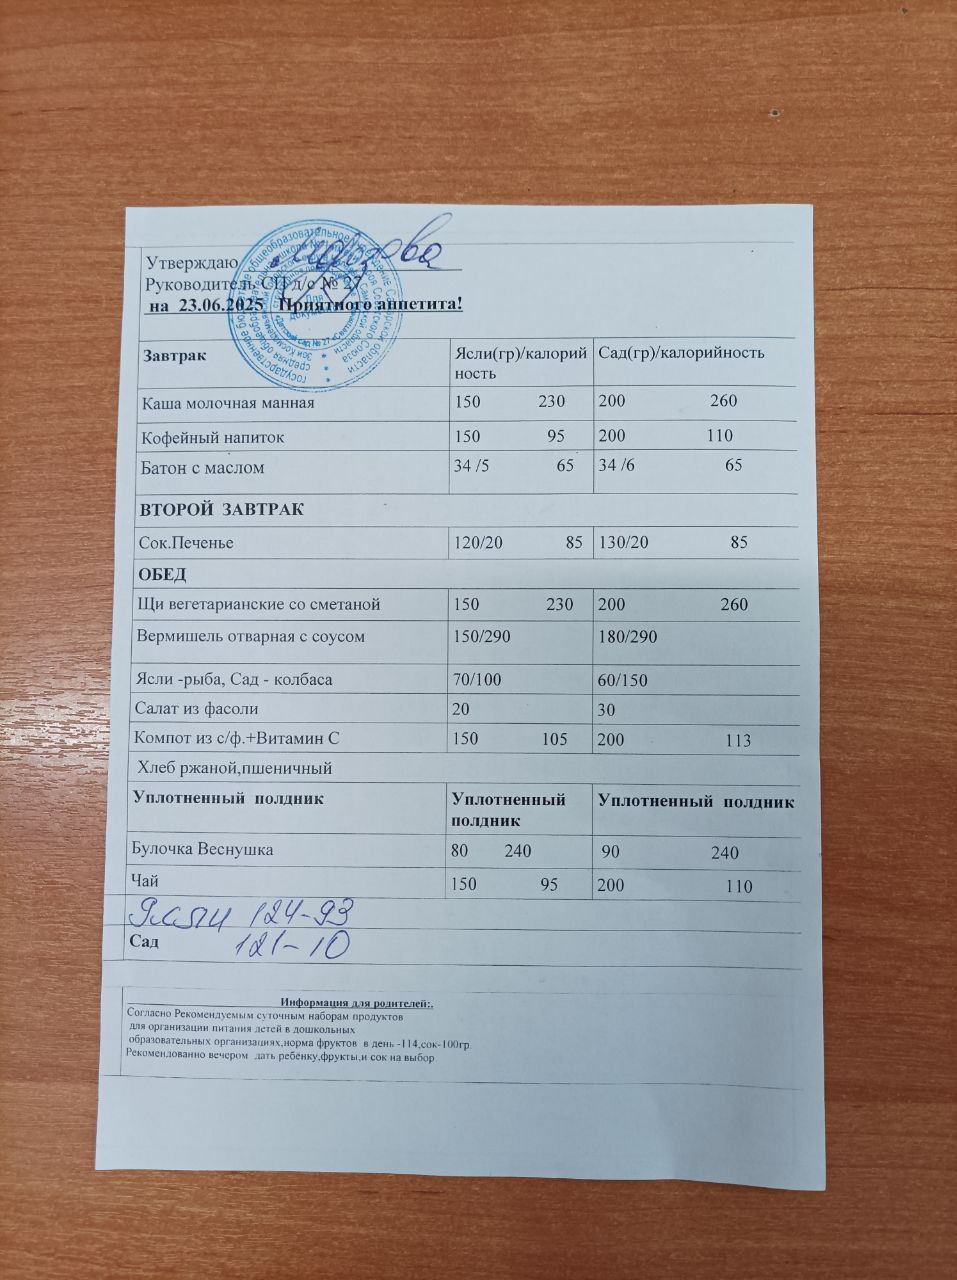 Утверждаю
Руководитель СП д/с № 27
на 23.06.2025 Приятного аппетита!
Завтрак Ясли(гр)/калорий Сад(гр)/калорийность
ность
Каша молочная манная 150 230 200 260
Кофейный напиток 150 95 200 110
Батон с маслом 34 /5 65 34 /6 65
ВТОРОЙ ЗАВТРАК
Сок.Печенье 120/20 85 130/20 85
ОБЕД
Щи вегетарианские со сметаной 150 230 200 260
Вермишель отварная с соусом 150/290 180/290
Ясли -рыба, Сад - колбаса 70/100 60/150
Салат из фасоли 20 30
Компот из с/ф.+Витамин С 150 105 200 113
Хлеб ржаной,пшеничный
Уплотненный полдник Уплотненный Уплотненный полдник
полдник
Булочка Веснушка 80 240 90 240
Чай 150 95 200 110
Ясли 124-93
Сад 121-10
Информация для родителей:.
Согласно Рекомендуемым суточным наборам продуктов
для организации питания детей в дошкольных
образовательных организациях,норма фруктов в день -114,сок-100гр.
Рекомендованно вечером дать ребенку,фрукты,и сок на выбор